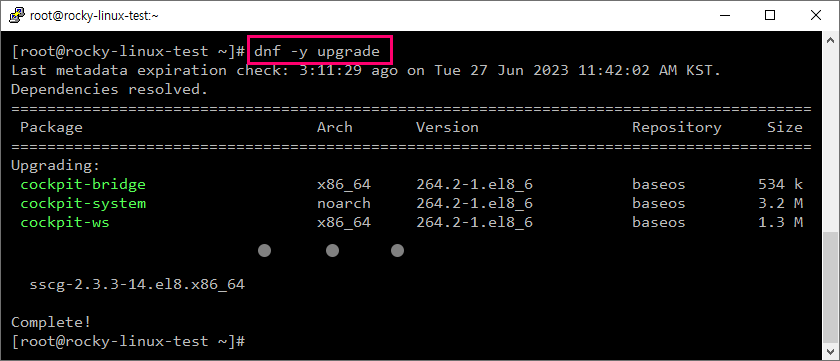 root@rocky-linux-test:~
[root@rocky-linux-test ~]# dnf -y upgrade
Last metadata expiration check: 3:11:29 ago on Tue 27 Jun 2023 11:42:02 AM KST.
Dependencies resolved.
================================================================================
Package Arch Version Repository Size
================================================================================
Upgrading:
cockpit-bridge x86_64 264.2-1.el8_6 baseos 534 k
cockpit-system noarch 264.2-1.el8_6 baseos 3.2 M
cockpit-ws x86_64 264.2-1.el8_6 baseos 1.3 M
sscg-2.3.3-14.el8.x86_64
Complete!
[root@rocky-linux-test ~]#